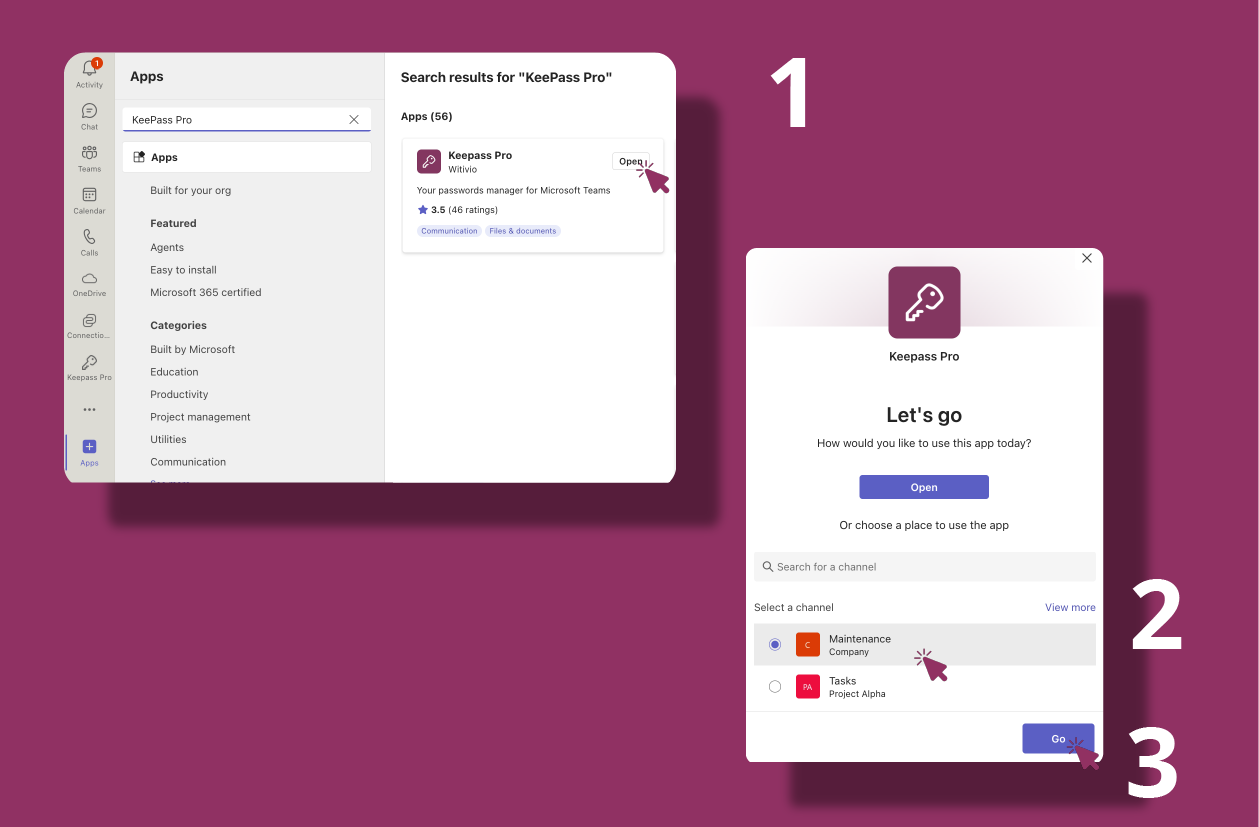 1
1
Activity
Chat
Teams
Calendar
Calls
OneDrive
Connectio...
Keepass Pro
Apps
Apps
KeePass Pro
Apps
Built for your org
Featured
Agents
Easy to install
Microsoft 365 certified
Categories
Built by Microsoft
Education
Productivity
Project management
Utilities
Communication
Search results for "KeePass Pro"
Apps (56)
Keepass Pro
Open
Witivio
Your passwords manager for Microsoft Teams
3.5 (46 ratings)
Communication Files & documents
Keepass Pro
Let's go
How would you like to use this app today?
Open
Or choose a place to use the app
Search for a channel
Select a channel View more
2
C Maintenance
Company
PA Tasks
Project Alpha
Go
3